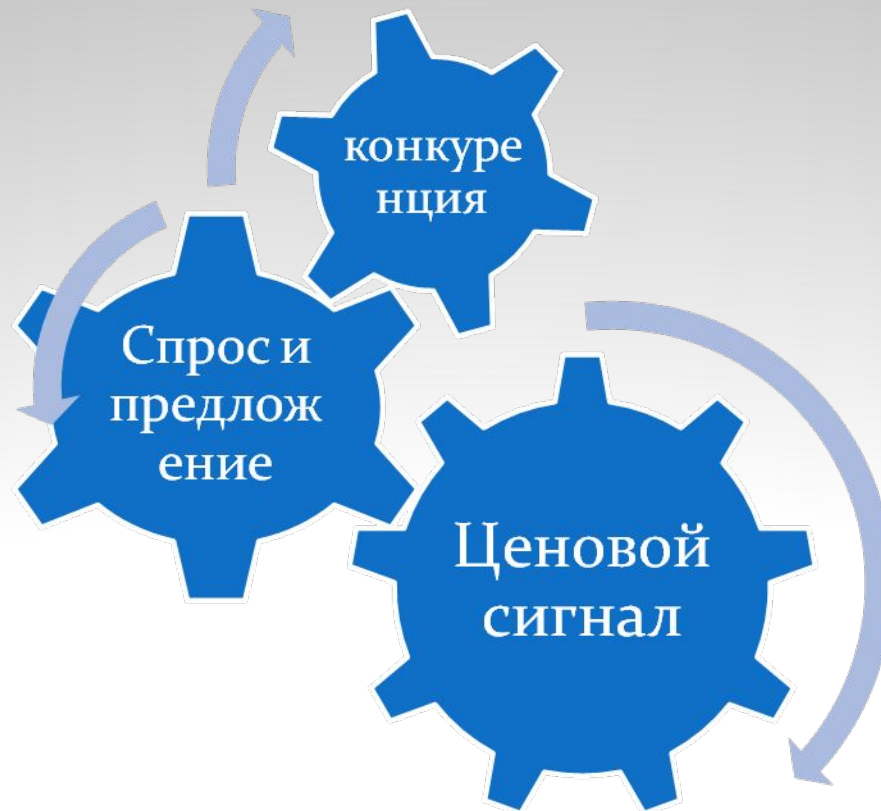 конкуре
нция
Спрос и
предлож
ение
Ценовой
сигнал